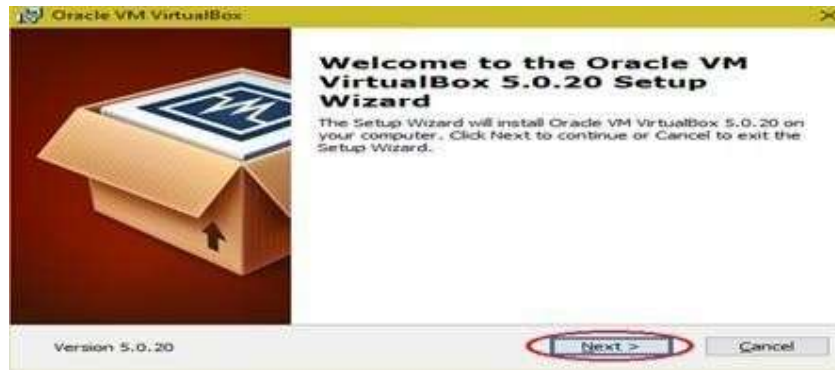 Oracle VM VirtualBox
Welcome to the Oracle VM
VirtualBox 5.0.20 Setup
Wizard
The Setup Wizard will install Oracle VM VirtualBox 5.0.20 on
your computer. Click Next to continue or Cancel to exit the
Setup Wizard.
Version 5.0.20
Next >
Cancel